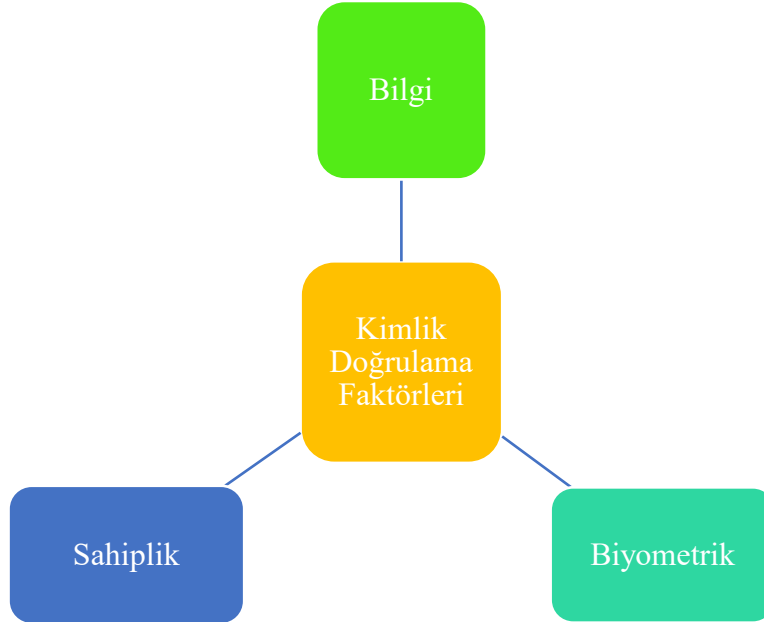 Bilgi
Kimlik
Doğrulama
Faktörleri
Sahiplik
Biyometrik